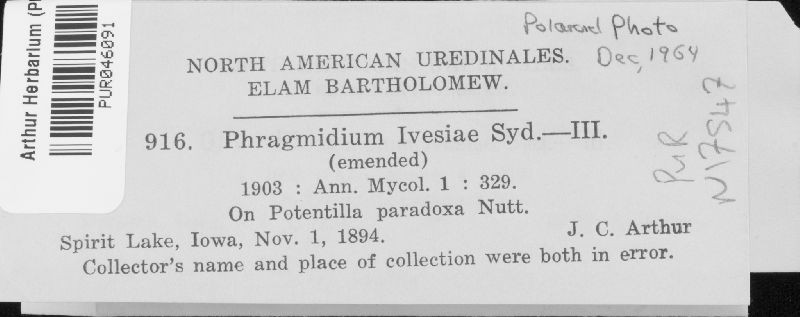 Polaroid Photo
Dec, 1964
Arthur Herbarium (P
PUR046091
NORTH AMERICAN UREDINALES.
ELAM BARTHOLOMEW.
916. Phragmidium Ivesiae Syd.—III.
(emended)
1903 : Ann. Mycol. 1 : 329.
On Potentilla paradoxa Nutt.
Spirit Lake, Iowa, Nov. 1, 1894. J. C. Arthur
Collector's name and place of collection were both in error.
PUR
N17547